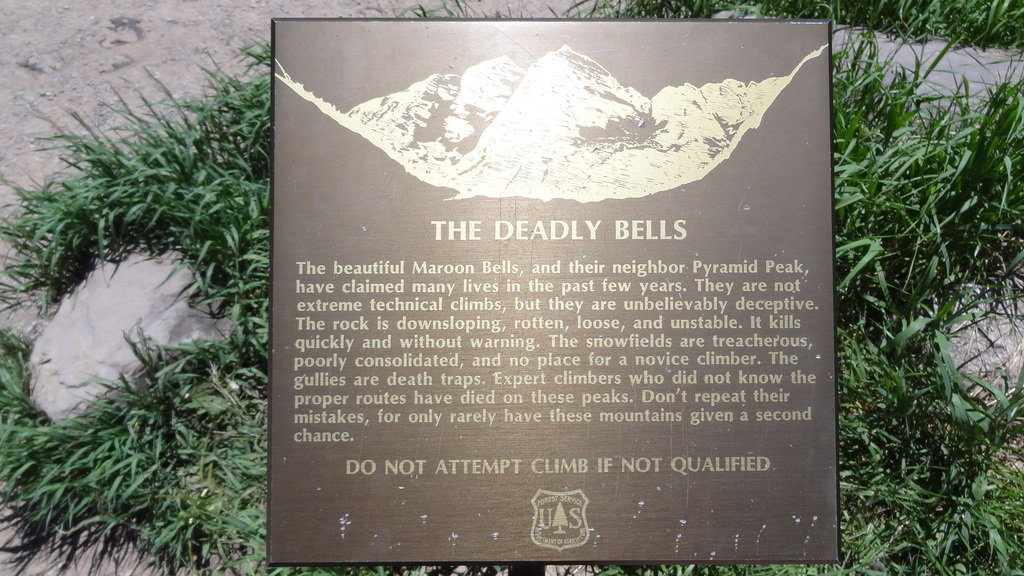 THE DEADLY BELLS
The beautiful Maroon Bells, and their neighbor Pyramid Peak,
have claimed many lives in the past few years. They are not
extreme technical climbs, but they are unbelievably deceptive.
The rock is downsloping, rotten, loose, and unstable. It kills
quickly and without warning. The snowfields are treacherous,
poorly consolidated, and no place for a novice climber. The
gullies are death traps. Expert climbers who did not know the
proper routes have died on these peaks. Don't repeat their
mistakes, for only rarely have these mountains given a second
chance.
DO NOT ATTEMPT CLIMB IF NOT QUALIFIED
FOREST SERVICE
U S
DEPARTMENT OF AGRICULTURE